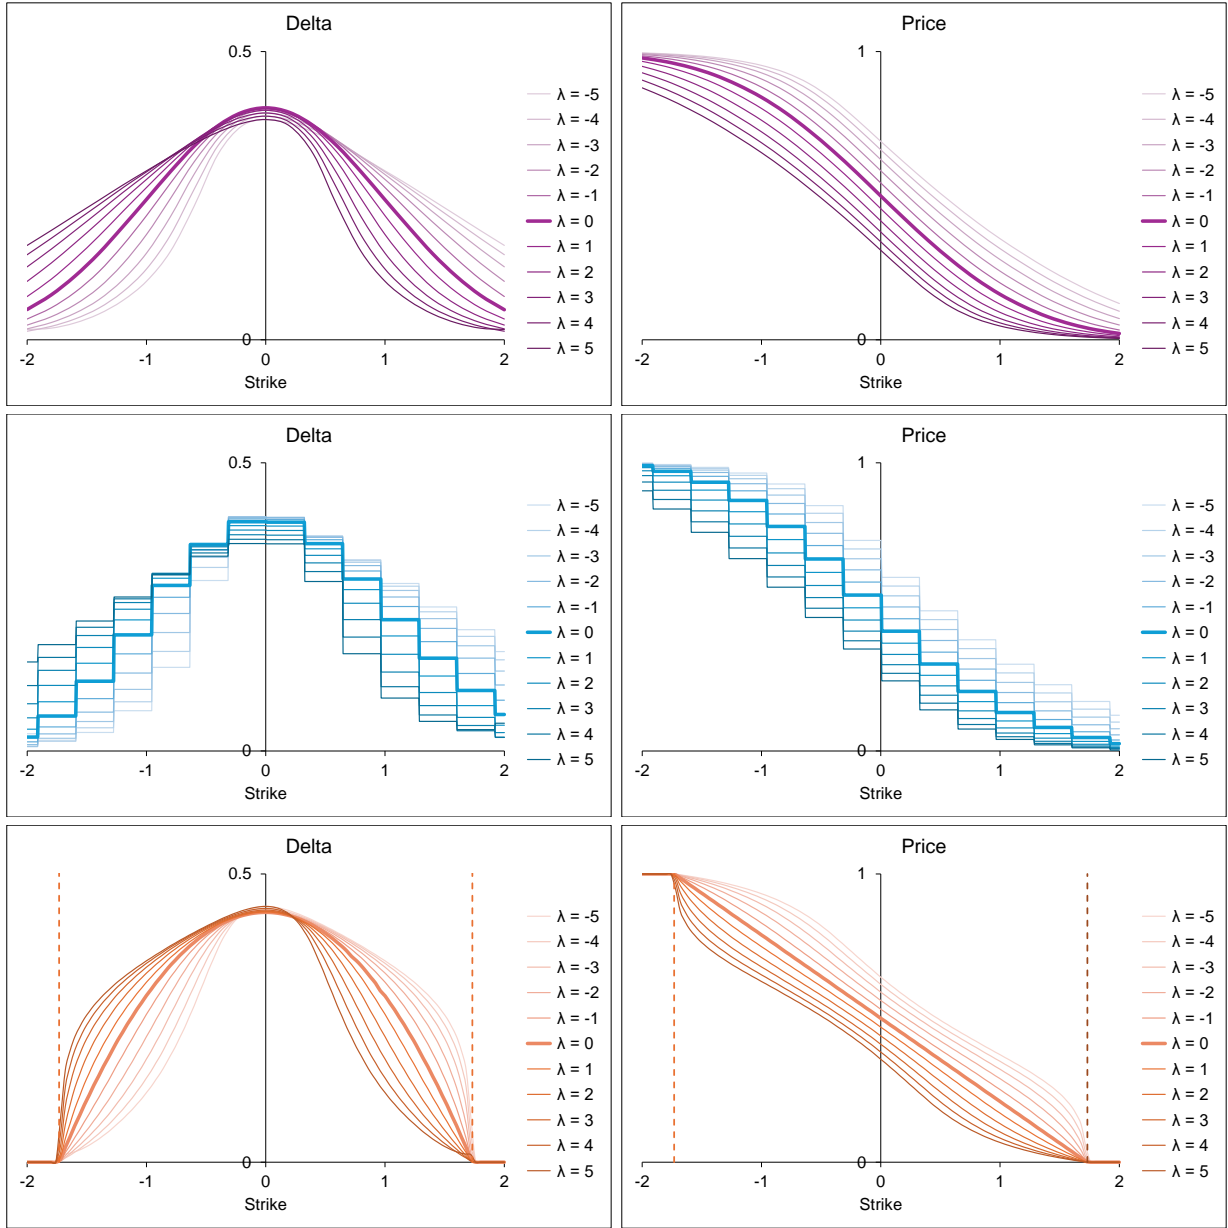 Delta
0.5
0
-2 -1 0 1 2
Strike
λ = -5
λ = -4
λ = -3
λ = -2
λ = -1
λ = 0
λ = 1
λ = 2
λ = 3
λ = 4
λ = 5
Price
1
0
-2 -1 0 1 2
Strike
λ = -5
λ = -4
λ = -3
λ = -2
λ = -1
λ = 0
λ = 1
λ = 2
λ = 3
λ = 4
λ = 5
Delta
0.5
0
-2 -1 0 1 2
Strike
λ = -5
λ = -4
λ = -3
λ = -2
λ = -1
λ = 0
λ = 1
λ = 2
λ = 3
λ = 4
λ = 5
Price
1
0
-2 -1 0 1 2
Strike
λ = -5
λ = -4
λ = -3
λ = -2
λ = -1
λ = 0
λ = 1
λ = 2
λ = 3
λ = 4
λ = 5
Delta
0.5
0
-2 -1 0 1 2
Strike
λ = -5
λ = -4
λ = -3
λ = -2
λ = -1
λ = 0
λ = 1
λ = 2
λ = 3
λ = 4
λ = 5
Price
1
0
-2 -1 0 1 2
Strike
λ = -5
λ = -4
λ = -3
λ = -2
λ = -1
λ = 0
λ = 1
λ = 2
λ = 3
λ = 4
λ = 5